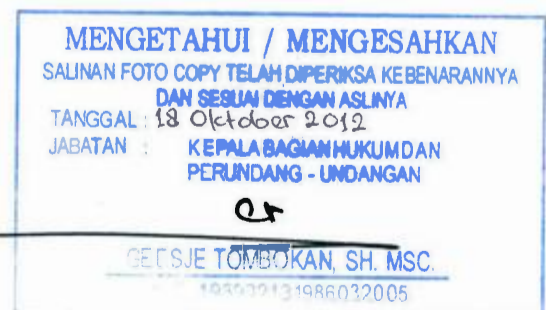 MENGETAHUI / MENGESAHKAN
SALINAN FOTO COPY TELAH DIPERIKSA KEBENARANNYA
DAN SESUAI DENGAN ASLINYA
TANGGAL : 18 Oktober 2012
JABATAN : KEPALA BAGIAN HUKUM DAN
PERUNDANG - UNDANGAN
TOMBOKAN, SH. MSC.